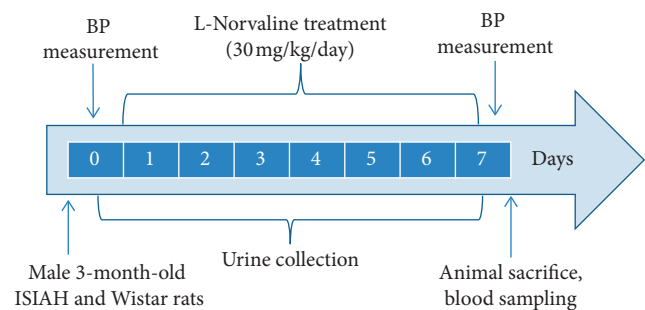 BP
measurement
L-Norvaline treatment
(30 mg/kg/day)
BP
measurement
0 1 2 3 4 5 6 7 Days
Male 3-month-old
ISIAH and Wistar rats
Urine collection
Animal sacrifice,
blood sampling